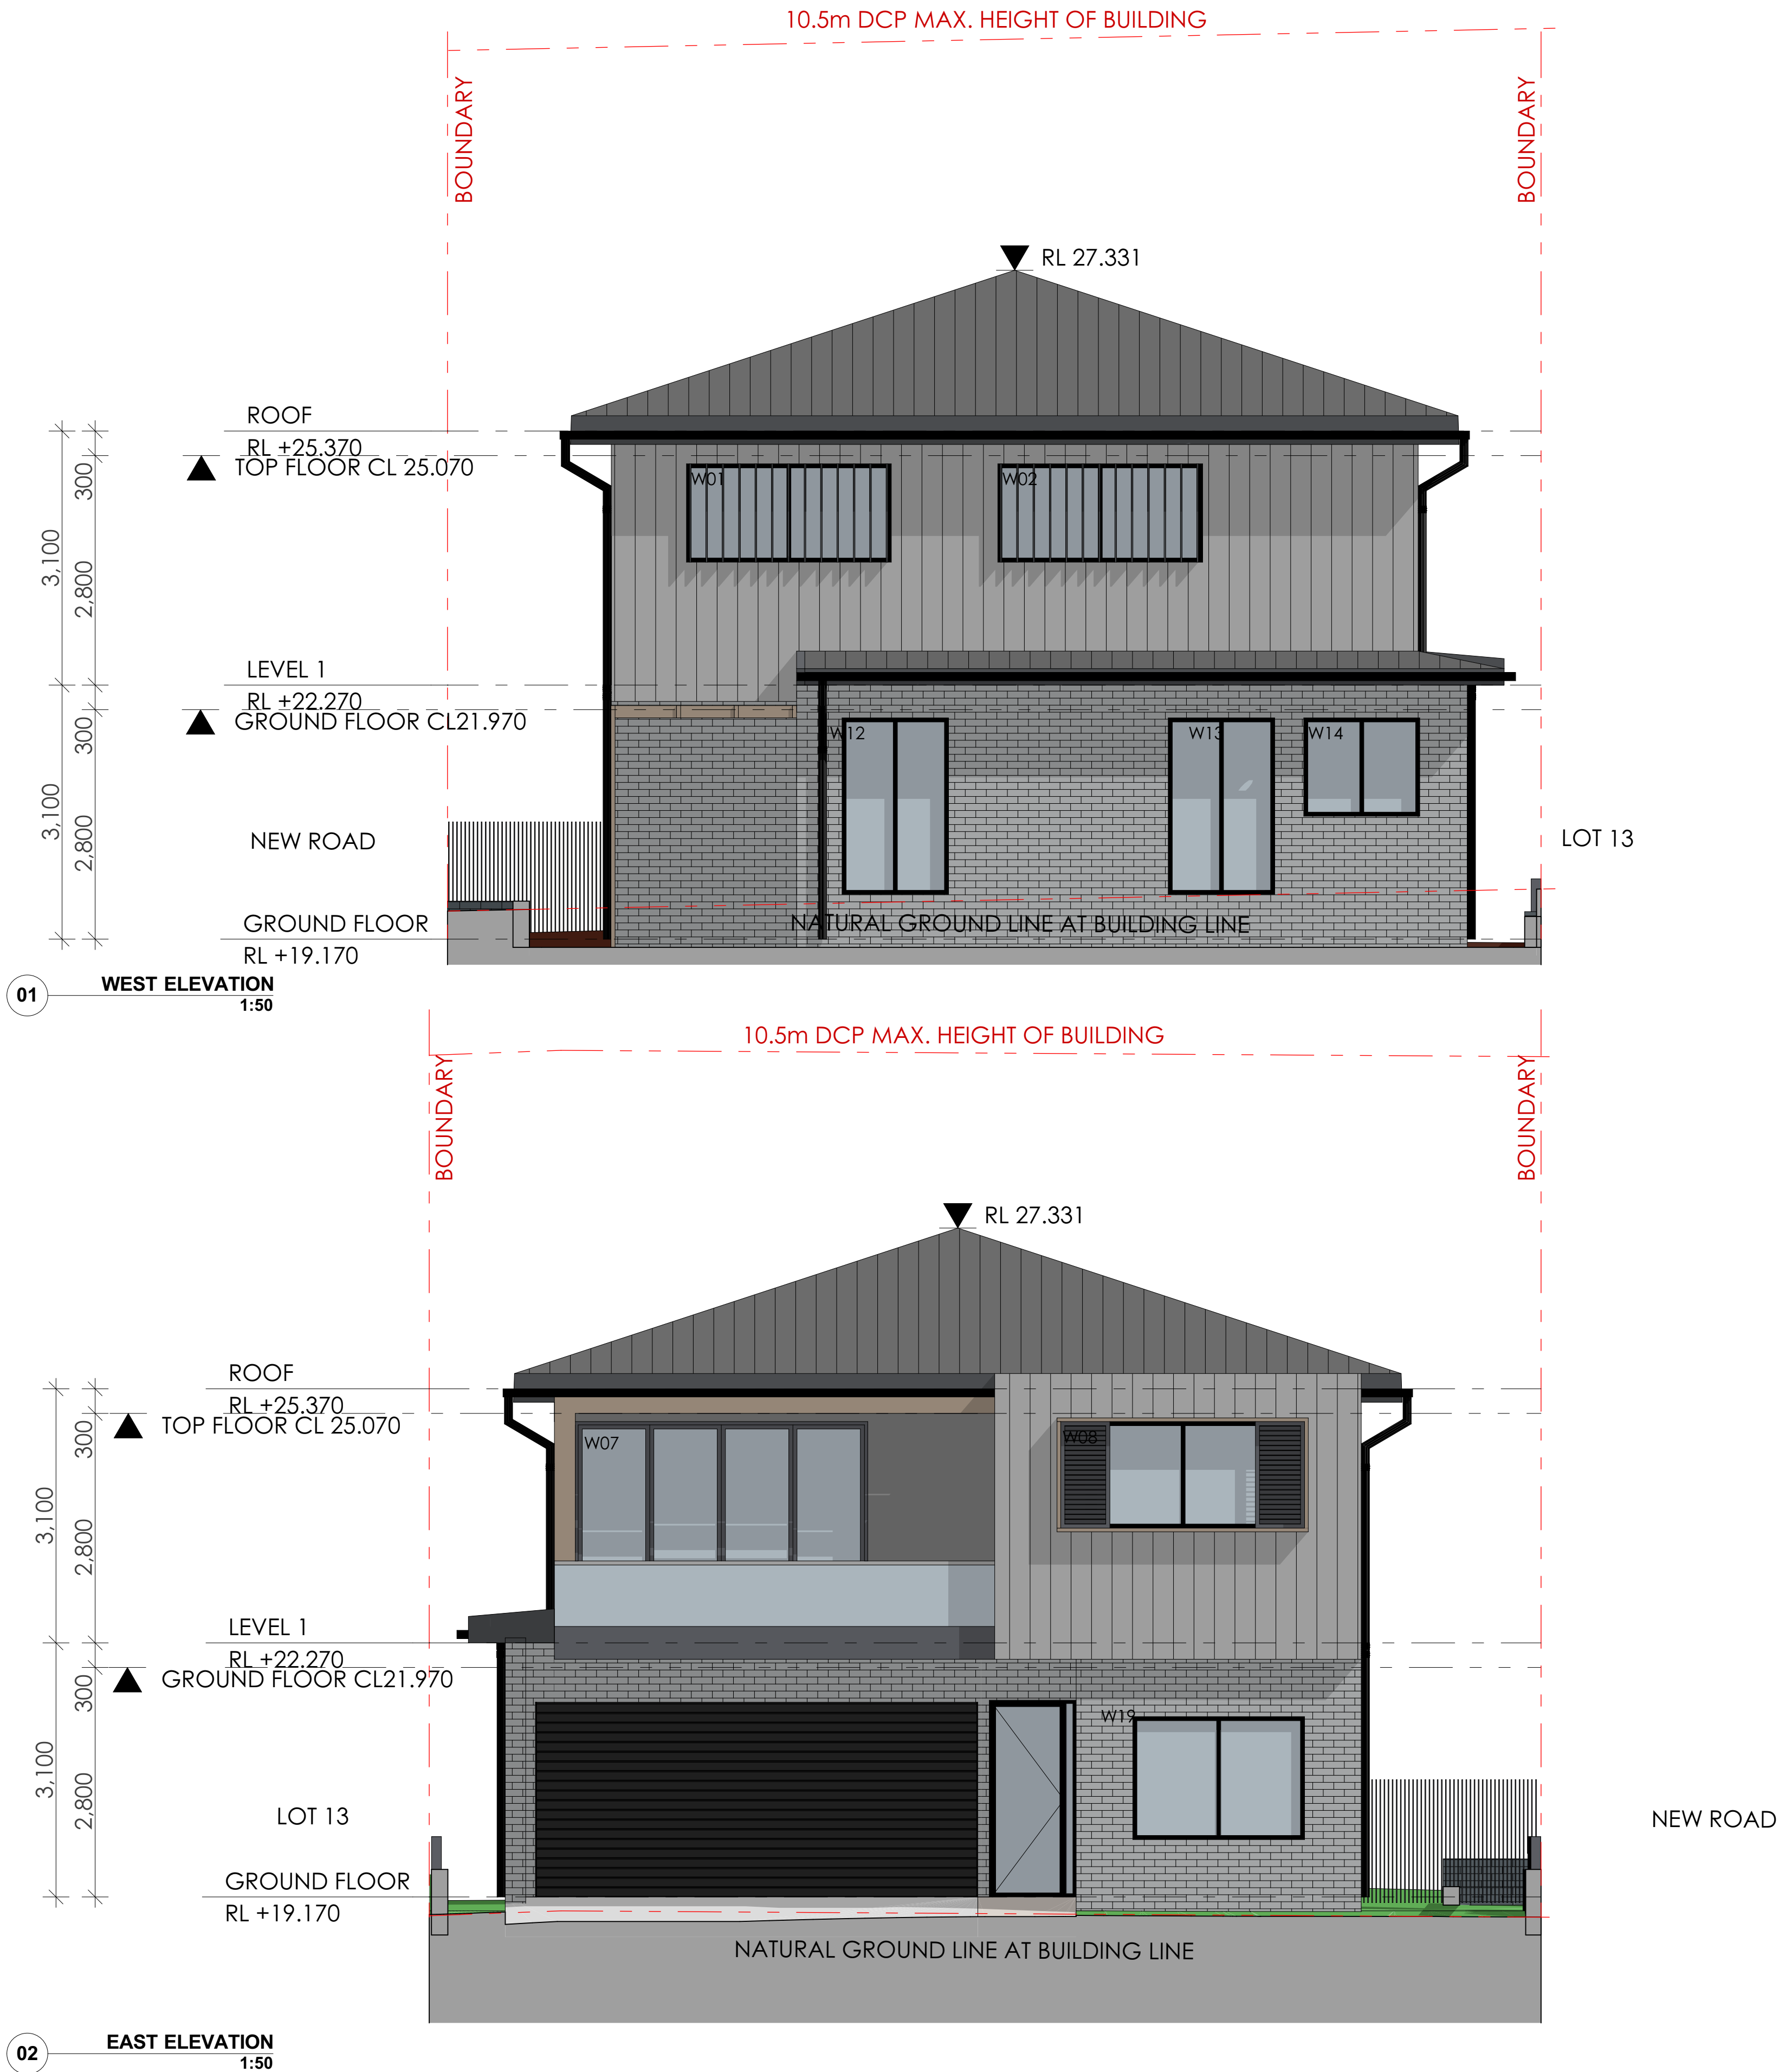 10.5m DCP MAX. HEIGHT OF BUILDING
BOUNDARY
BOUNDARY
RL 27.331
ROOF
RL +25.370
TOP FLOOR CL 25.070
W01
W02
300
3,100
2,800
LEVEL 1
RL +22.270
GROUND FLOOR CL21.970
W12
W13
W14
300
3,100
2,800
NEW ROAD
LOT 13
GROUND FLOOR
NATURAL GROUND LINE AT BUILDING LINE
RL +19.170
01
WEST ELEVATION
1:50
10.5m DCP MAX. HEIGHT OF BUILDING
BOUNDARY
BOUNDARY
RL 27.331
ROOF
RL +25.370
TOP FLOOR CL 25.070
W07
W08
300
3,100
2,800
LEVEL 1
RL +22.270
GROUND FLOOR CL21.970
W19
300
3,100
2,800
LOT 13
NEW ROAD
GROUND FLOOR
RL +19.170
NATURAL GROUND LINE AT BUILDING LINE
02
EAST ELEVATION
1:50